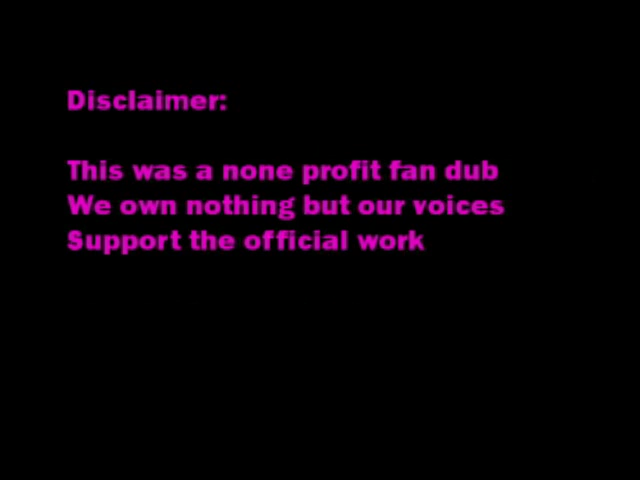 Disclaimer:
This was a none profit fan dub
We own nothing but our voices
Support the official work